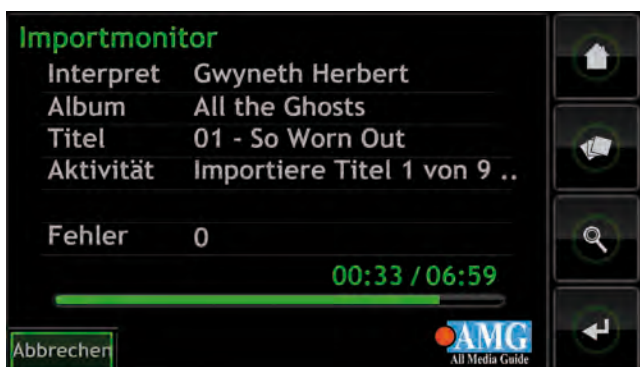 Importmonitor
Interpret Gwyneth Herbert
Album All the Ghosts
Titel 01 - So Worn Out
Aktivität Importiere Titel 1 von 9 ..
Fehler 0
00:33 / 06:59
Abbrechen
AMG
All Media Guide